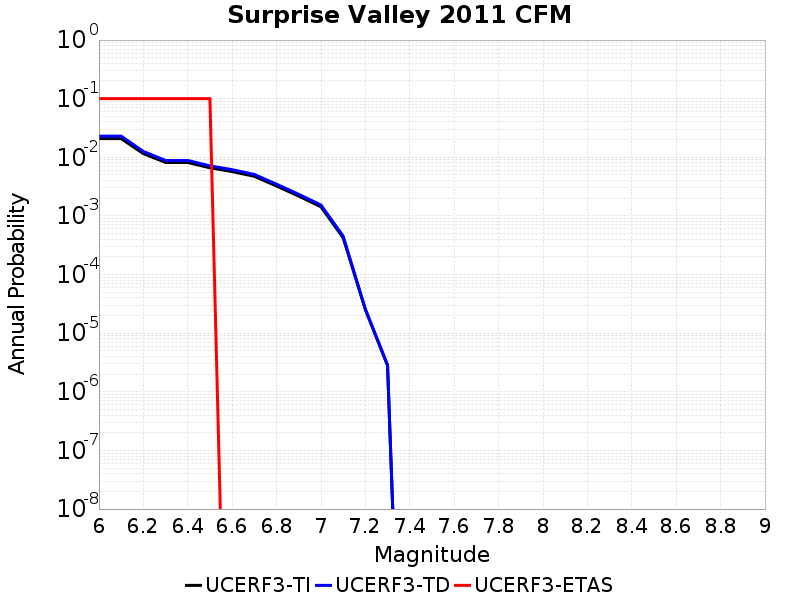 Surprise Valley 2011 CFM
10^0
10^-1
10^-2
10^-3
10^-4
10^-5
10^-6
10^-7
10^-8
Annual Probability
6 6.2 6.4 6.6 6.8 7 7.2 7.4 7.6 7.8 8 8.2 8.4 8.6 8.8 9
Magnitude
UCERF3-TI UCERF3-TD UCERF3-ETAS